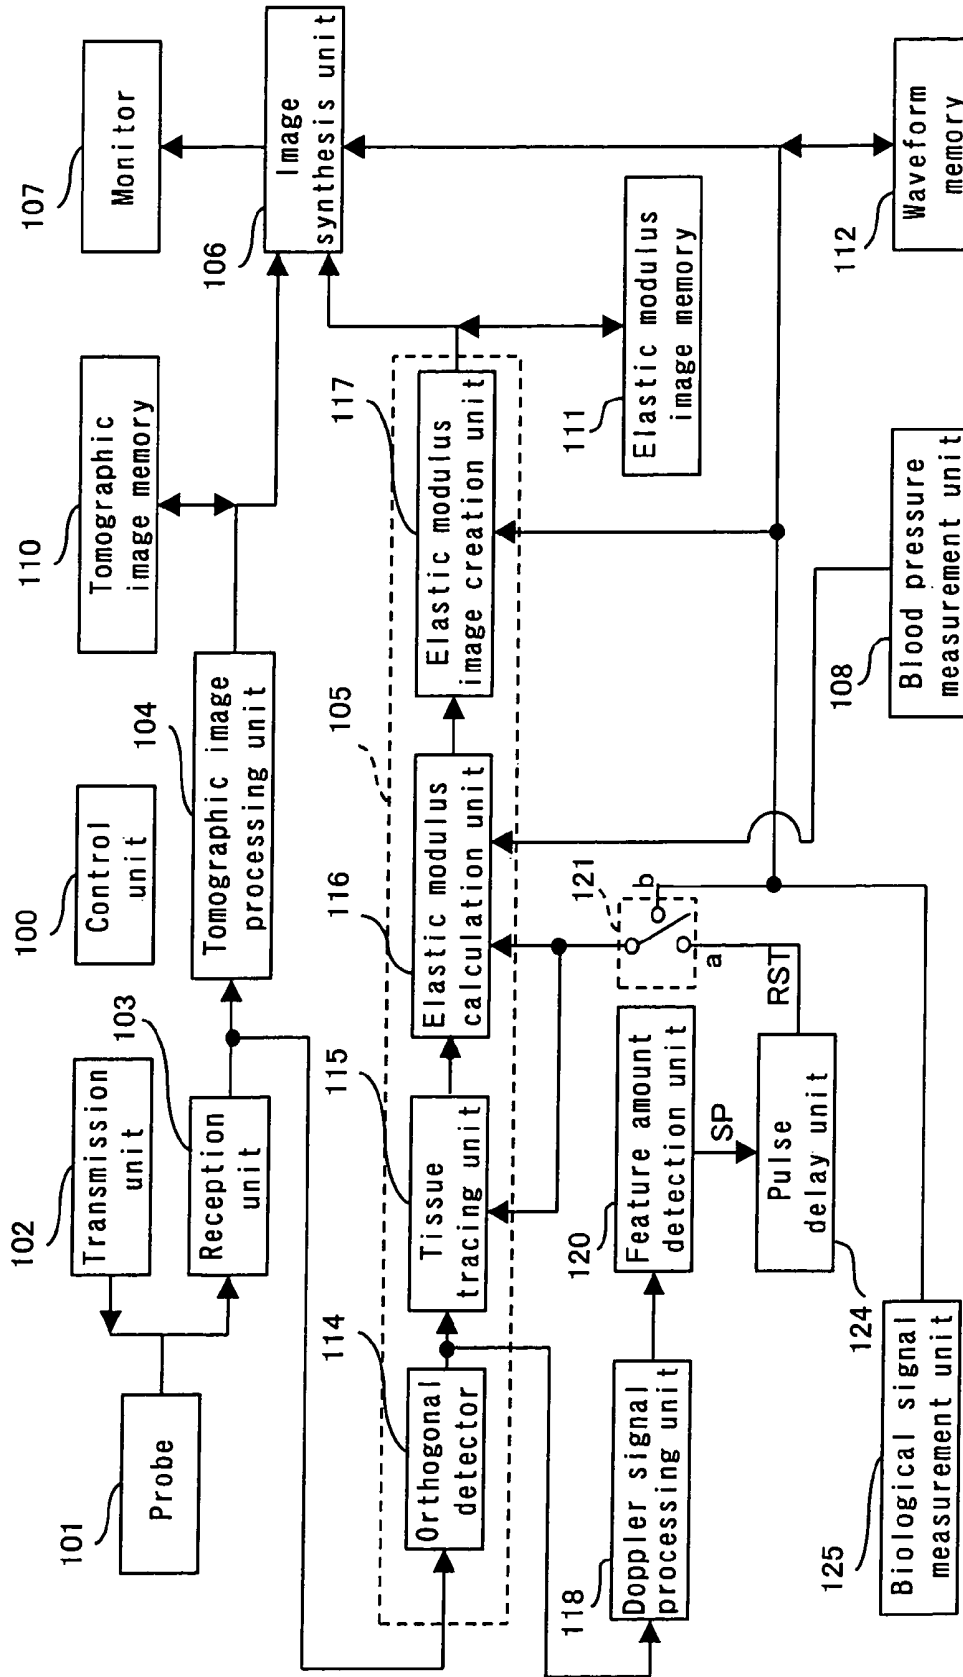 101
Probe
102
Transmission
unit
103
Reception
unit
100
Control
unit
104
Tomographic image
processing unit
110
Tomographic
image memory
107
Monitor
106
Image
synthesis unit
105
114
Orthogonal
detector
115
Tissue
tracing unit
116
Elastic modulus
calculation unit
117
Elastic modulus
image creation unit
111
Elastic modulus
image memory
118
Doppler signal
processing unit
120
Feature amount
detection unit
SP
124
Pulse
delay unit
RST
121
a
b
125
Biological signal
measurement unit
108
Blood pressure
measurement unit
112
Waveform
memory